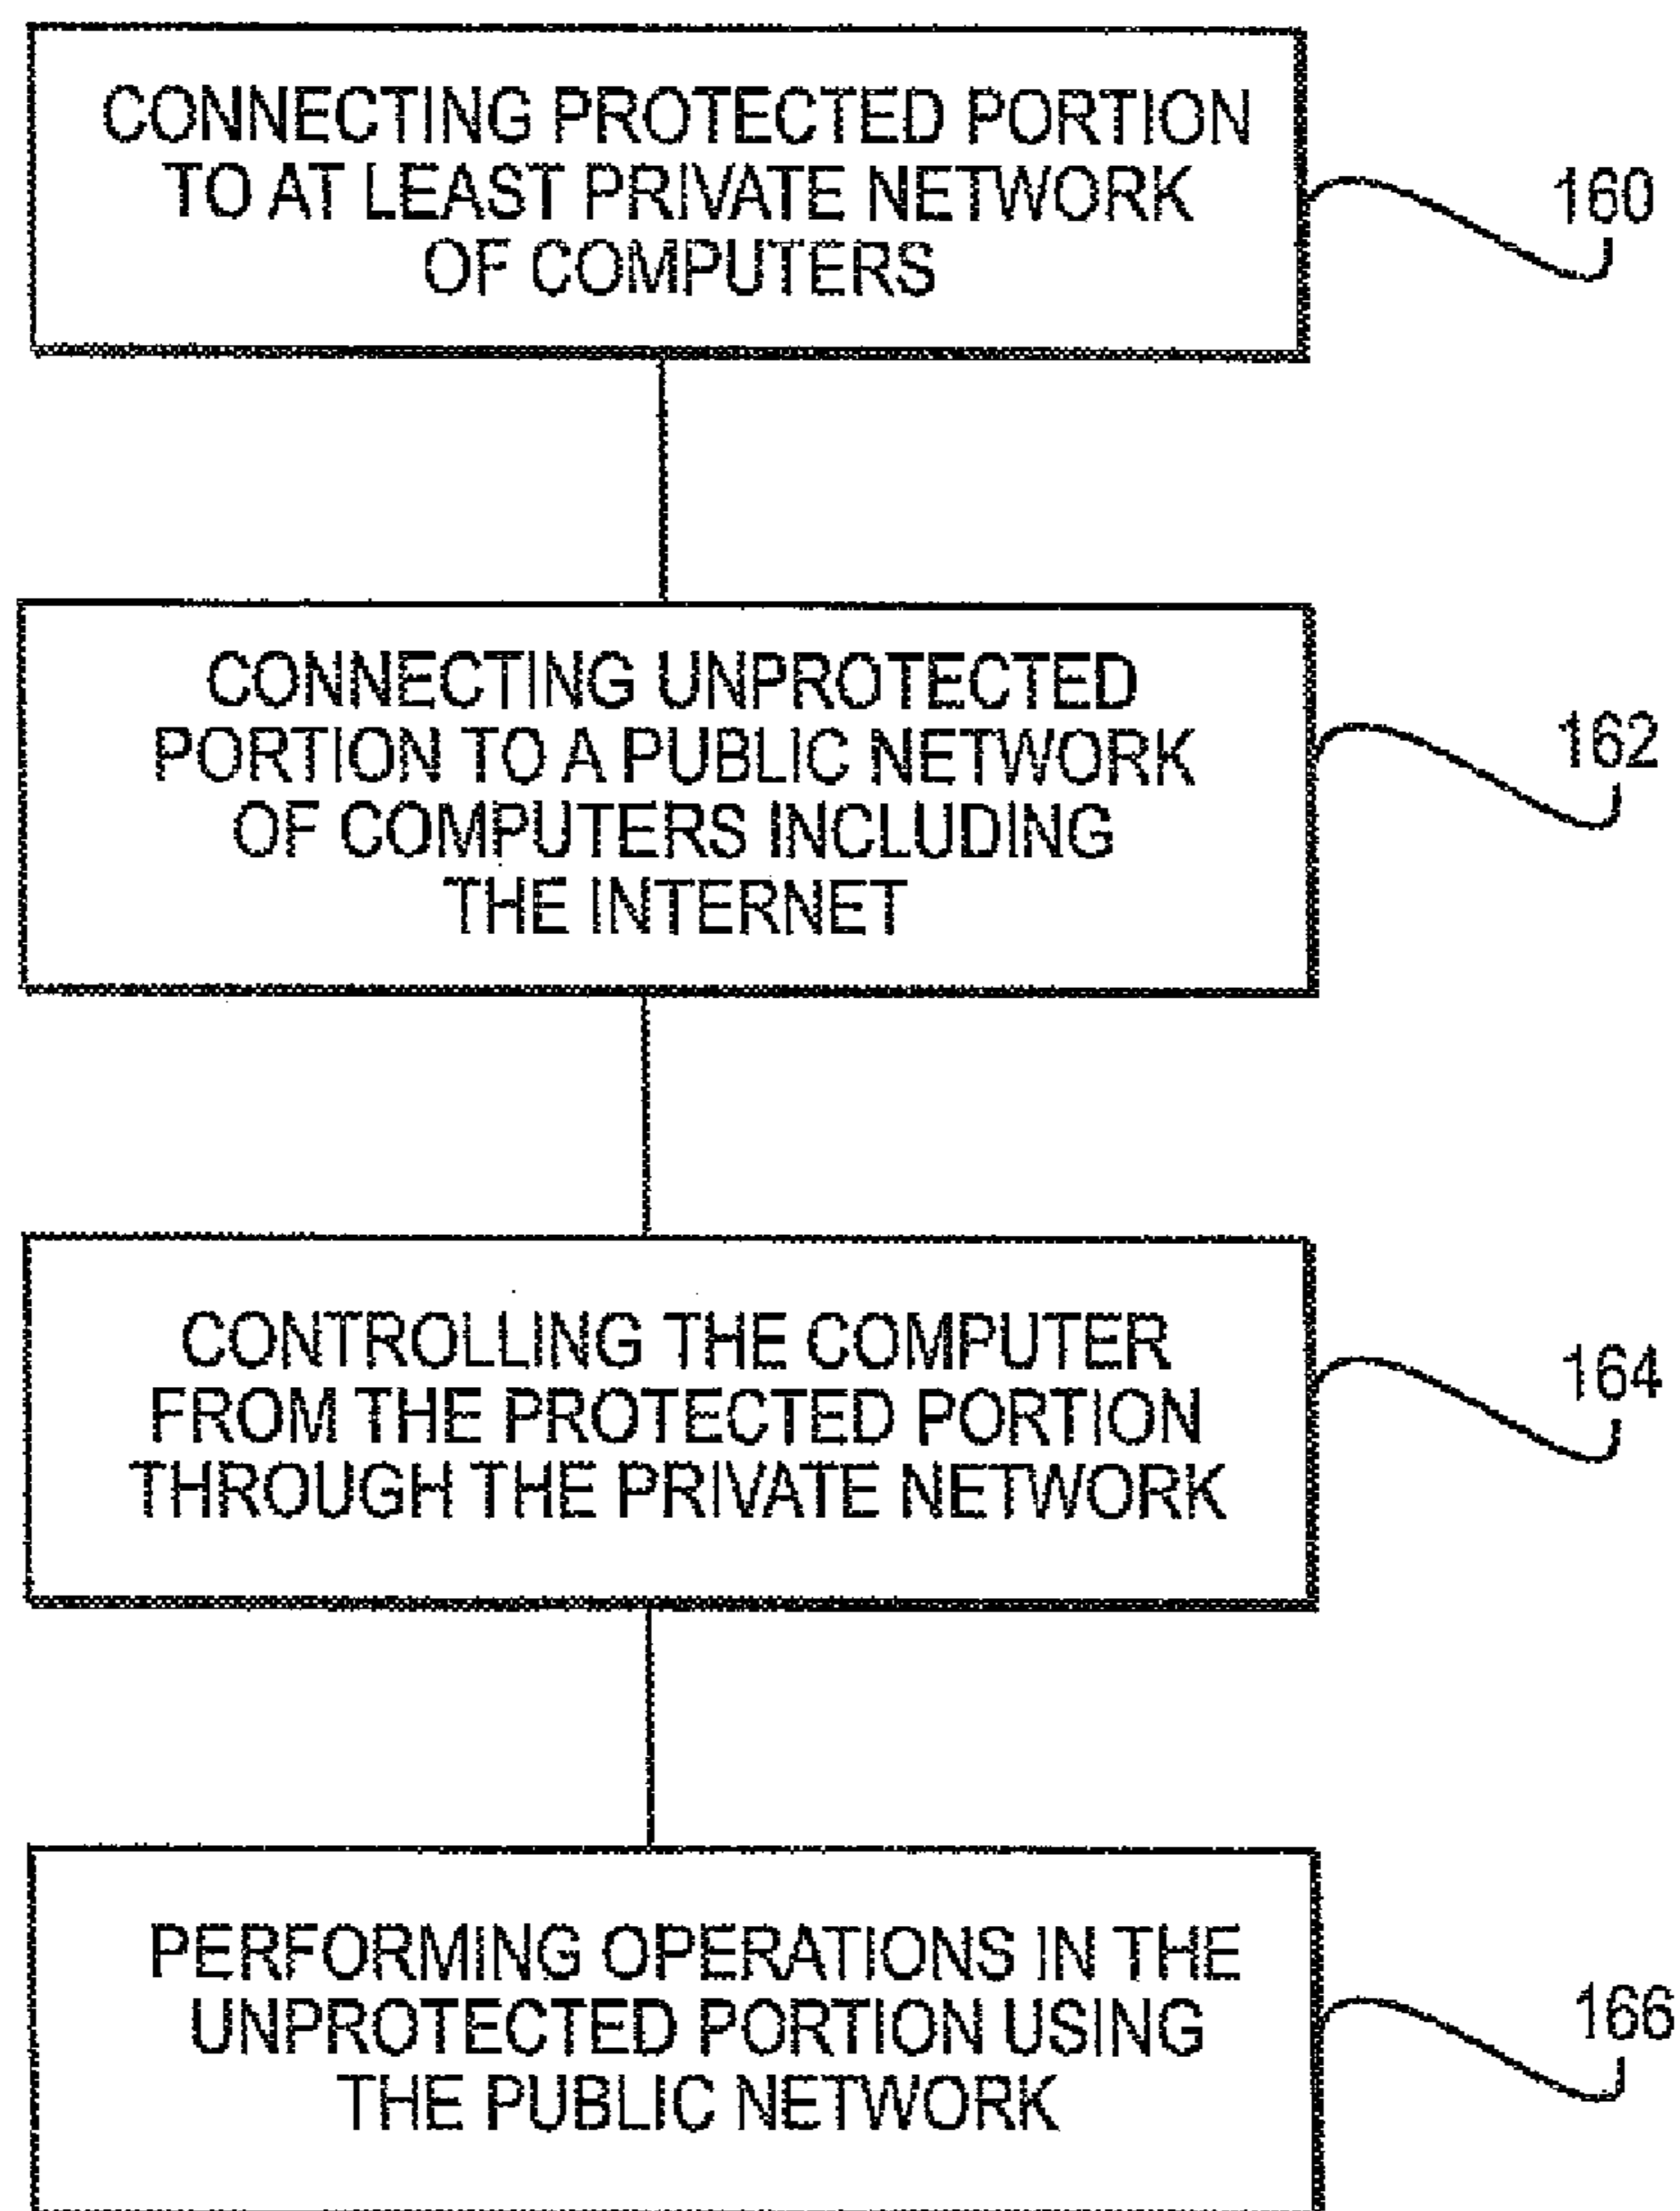 CONNECTING PROTECTED PORTION
TO AT LEAST PRIVATE NETWORK
OF COMPUTERS
160
CONNECTING UNPROTECTED
PORTION TO A PUBLIC NETWORK
OF COMPUTERS INCLUDING
THE INTERNET
162
CONTROLLING THE COMPUTER
FROM THE PROTECTED PORTION
THROUGH THE PRIVATE NETWORK
164
PERFORMING OPERATIONS IN THE
UNPROTECTED PORTION USING
THE PUBLIC NETWORK
166